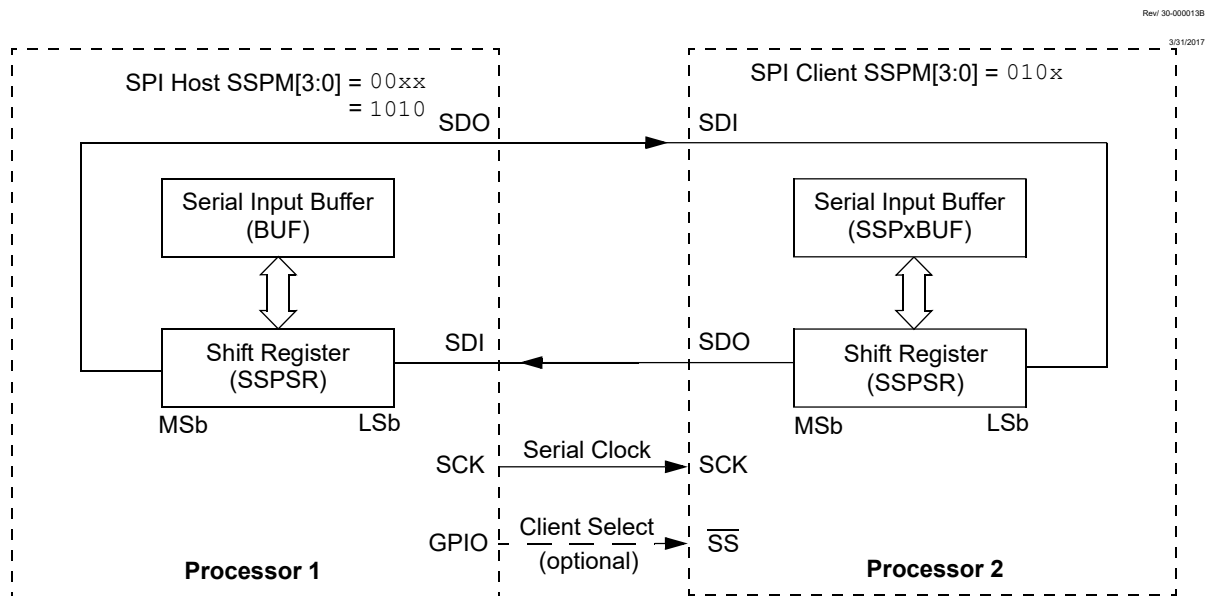 Rev/ 30-000013B
3/31/2017
SPI Host SSPM[3:0] = 00xx
= 1010
SPI Client SSPM[3:0] = 010x
SDO
SDI
Serial Input Buffer
(BUF)
Serial Input Buffer
(SSPxBUF)
Shift Register
(SSPSR)
SDI
SDO
Shift Register
(SSPSR)
MSb
LSb
MSb
LSb
SCK
Serial Clock
SCK
GPIO
Client Select
(optional)
SS
Processor 1
Processor 2